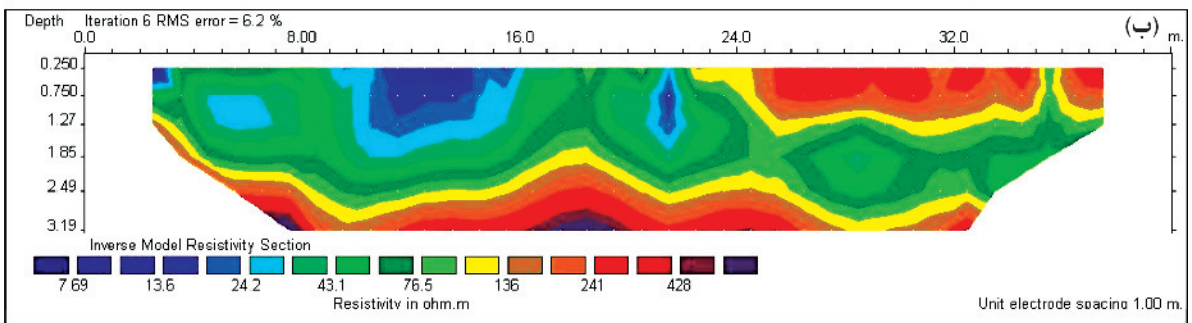 Depth Iteration 6 RMS error = 6.2 %
0.0 8.00 16.0 24.0 32.0 m.
(ب)
0.250
0.750
1.27
1.85
2.49
3.19
Inverse Model Resistivity Section
7.69 13.6 24.2 43.1 76.5 136 241 428
Resistivity in ohm.m
Unit electrode spacing 1.00 m.